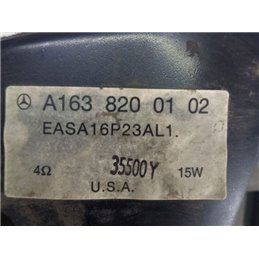 A163 820 01 02
EASA16P23AL1.
4Ω 35500Y 15W
U.S.A.